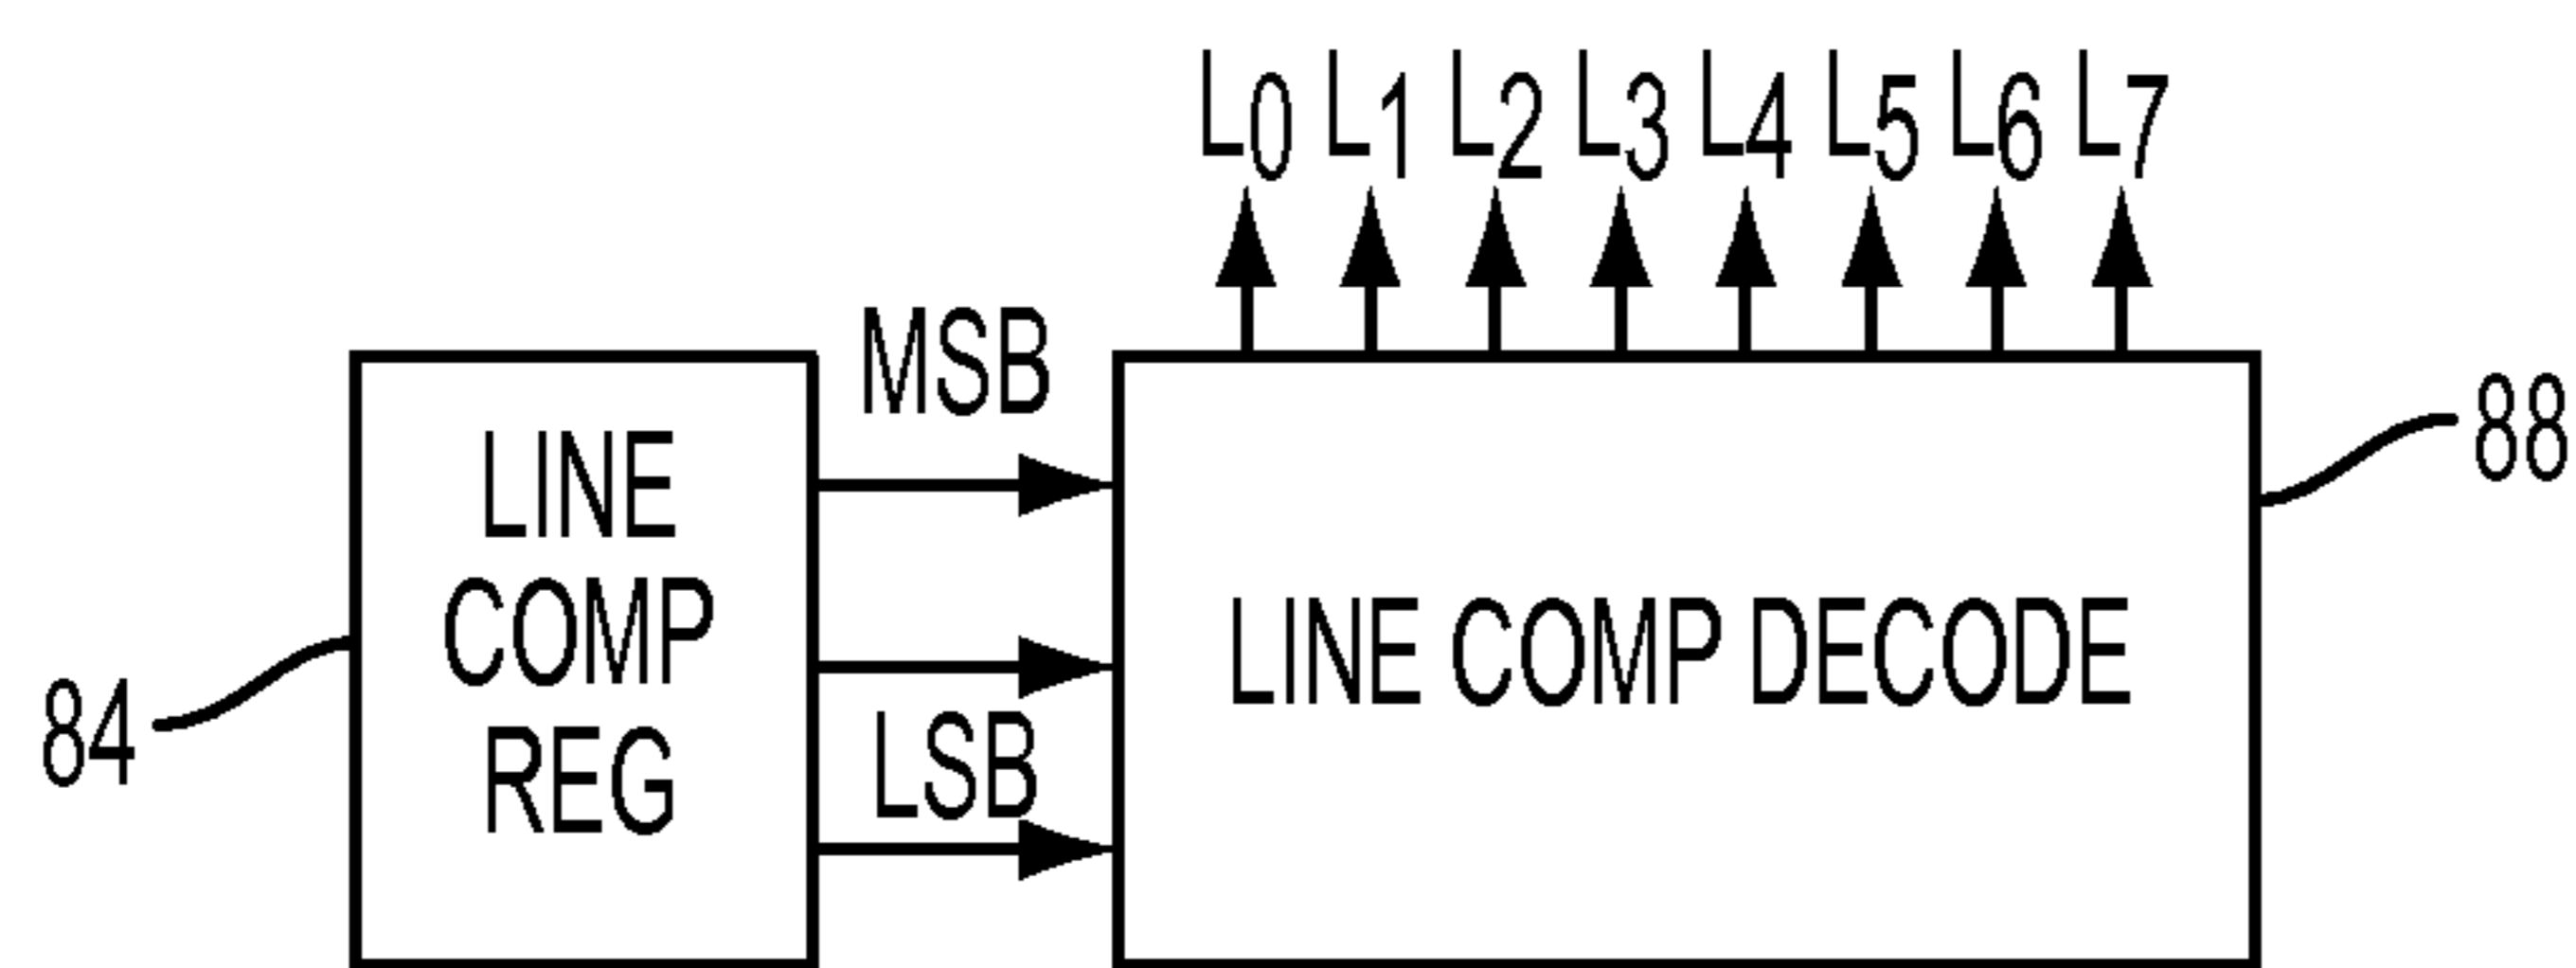 L0 L1 L2 L3 L4 L5 L6 L7
MSB
LINE
COMP
REG
LSB
LINE COMP DECODE
84
88